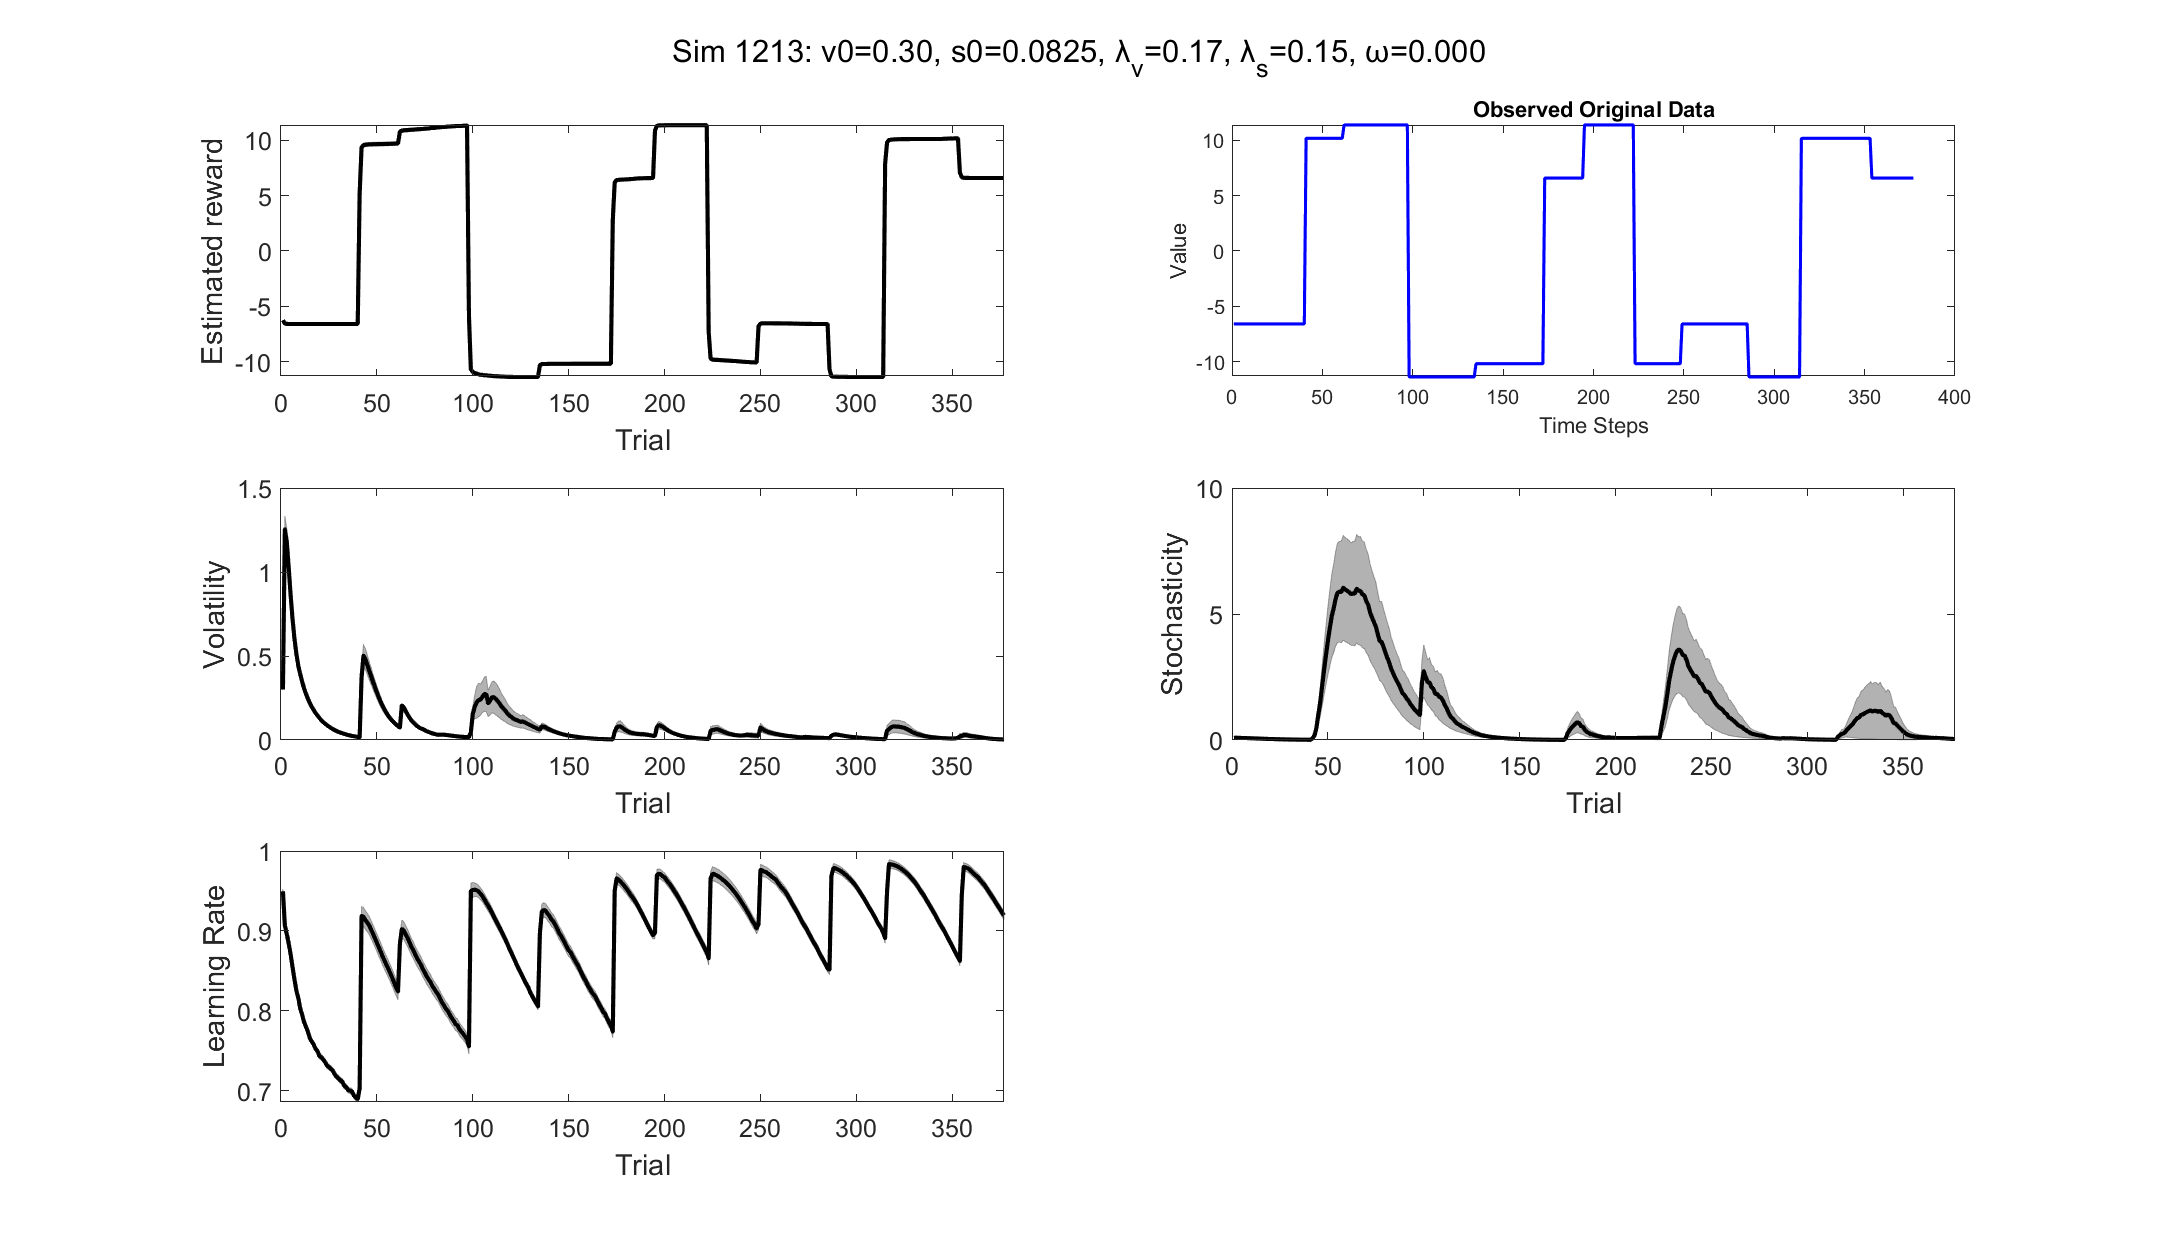 Sim 1213: v0=0.30, s0=0.0825, λv=0.17, λs=0.15, ω=0.000
Estimated reward
10
5
0
-5
-10
0 50 100 150 200 250 300 350
Trial
Observed Original Data
Value
10
5
0
-5
-10
0 50 100 150 200 250 300 350 400
Time Steps
Volatility
1.5
1
0.5
0
0 50 100 150 200 250 300 350
Trial
Stochasticity
10
5
0
0 50 100 150 200 250 300 350
Trial
Learning Rate
1
0.9
0.8
0.7
0 50 100 150 200 250 300 350
Trial